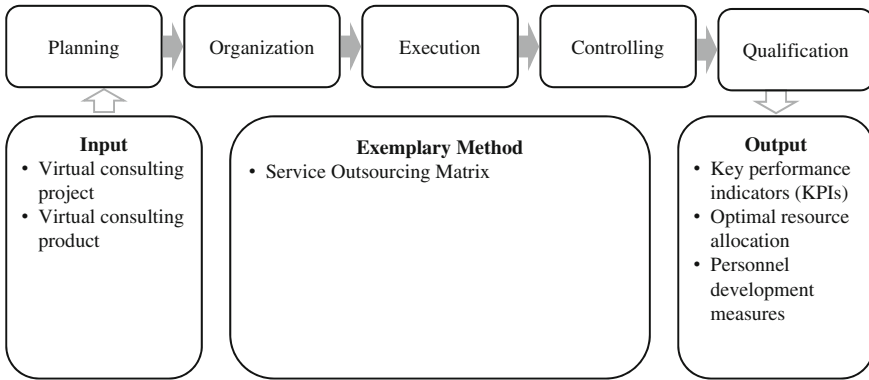 Planning
Organization
Execution
Controlling
Qualification
Input
• Virtual consulting
project
• Virtual consulting
product
Exemplary Method
• Service Outsourcing Matrix
Output
• Key performance
indicators (KPIs)
• Optimal resource
allocation
• Personnel
development
measures